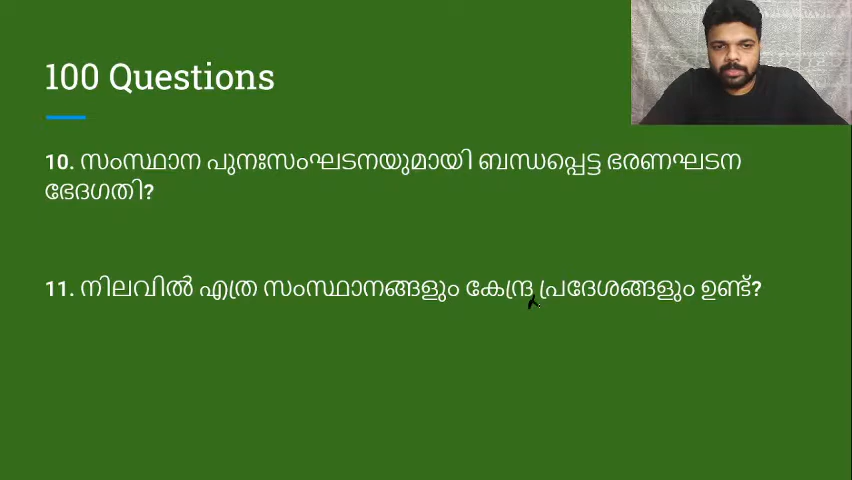 100 Questions
10. സംസ്ഥാന പുനഃസംഘടനയുമായി ബന്ധപ്പെട്ട ഭരണഘടന
ഭേദഗതി?
11. നിലവിൽ എത്ര സംസ്ഥാനങ്ങളും കേന്ദ്ര പ്രദേശങ്ങളും ഉണ്ട്?